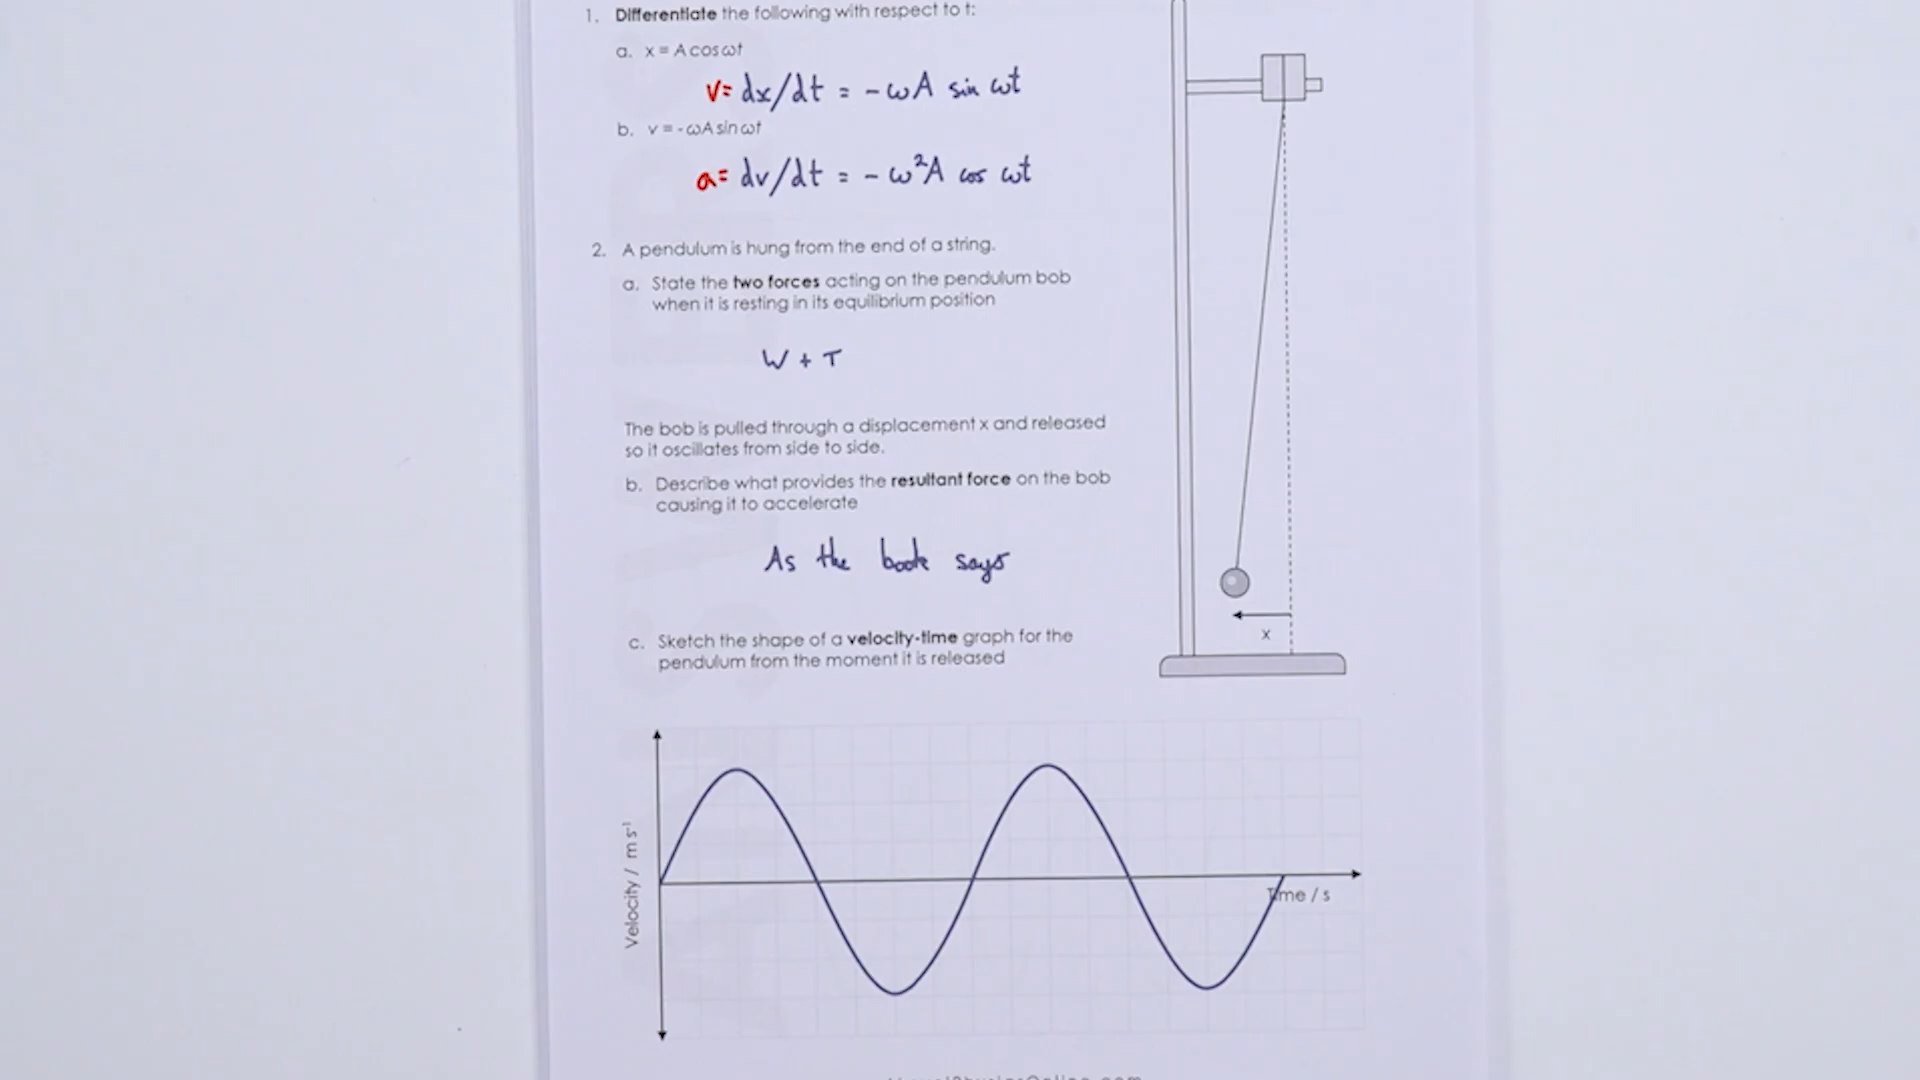 1. Differentiate the following with respect to t:
a. x = A cos ωt
v = dx/dt = - ωA sin ωt
b. v = - ωA sin ωt
a = dv/dt = - ω²A cos ωt
2. A pendulum is hung from the end of a string.
a. State the two forces acting on the pendulum bob
when it is resting in its equilibrium position
W + T
The bob is pulled through a displacement x and released
so it oscillates from side to side.
b. Describe what provides the resultant force on the bob
causing it to accelerate
As the book says
x
c. Sketch the shape of a velocity-time graph for the
pendulum from the moment it is released
Velocity / m s⁻¹
Time / s